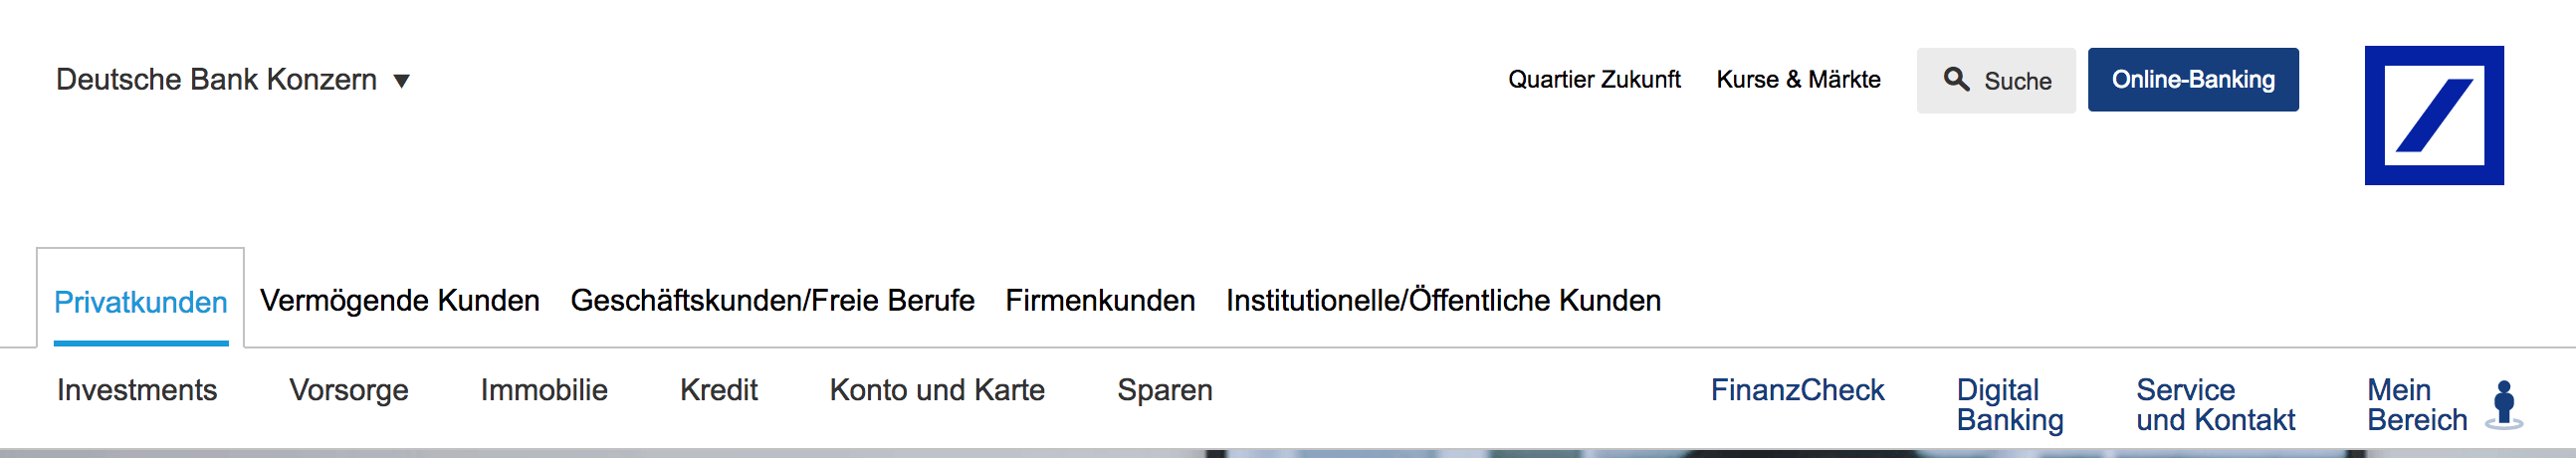 Deutsche Bank Konzern ▼
Quartier Zukunft
Kurse & Märkte
Suche
Online-Banking
Privatkunden
Vermögende Kunden
Geschäftskunden/Freie Berufe
Firmenkunden
Institutionelle/Öffentliche Kunden
Investments
Vorsorge
Immobilie
Kredit
Konto und Karte
Sparen
FinanzCheck
Digital
Banking
Service
und Kontakt
Mein
Bereich